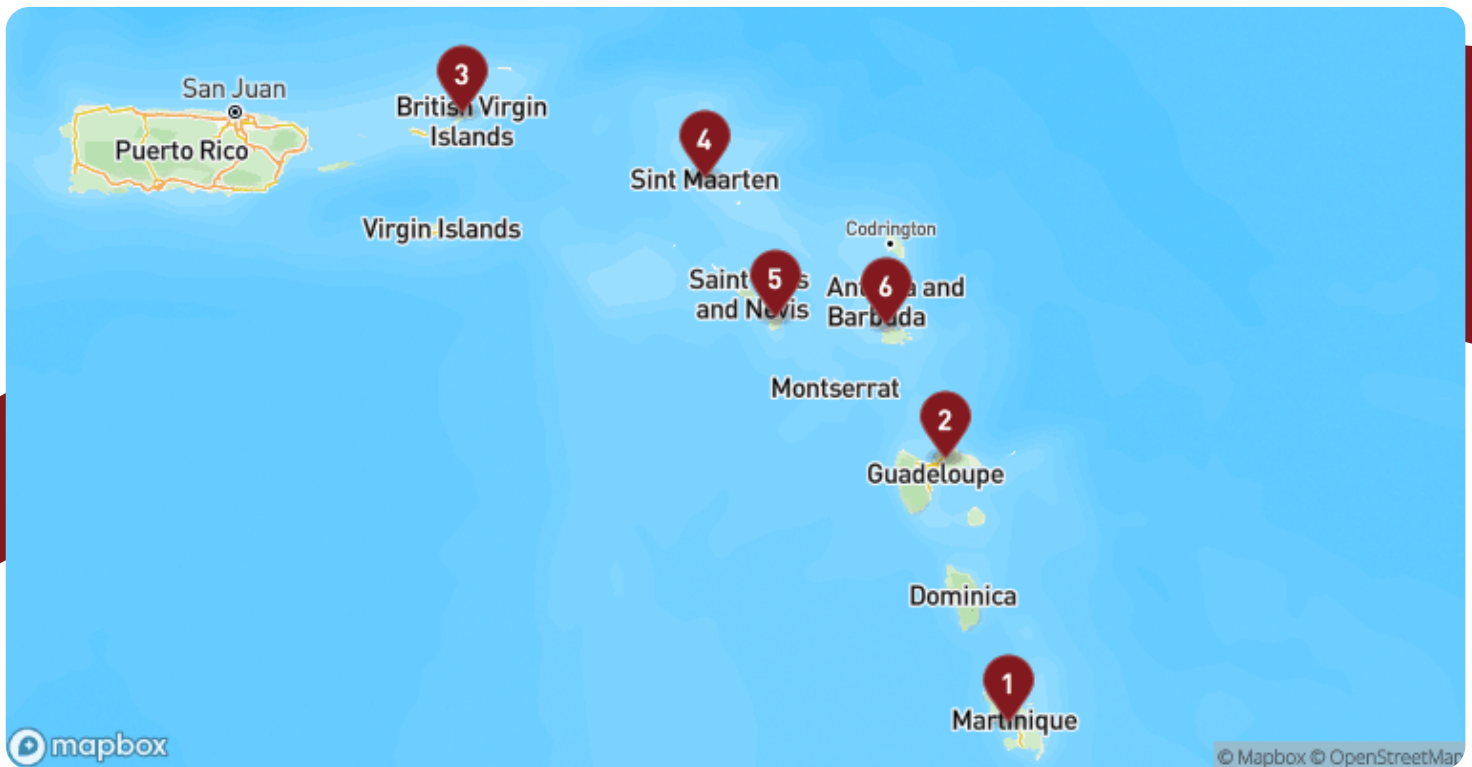 3
San Juan
British Virgin
Islands
Puerto Rico
4
Sint Maarten
Virgin Islands
Codrington
5
Saint
and Nevis
6
and
Barbuda
Montserrat
2
Guadeloupe
Dominica
1
Martinique
mapbox
© Mapbox © OpenStreetMap